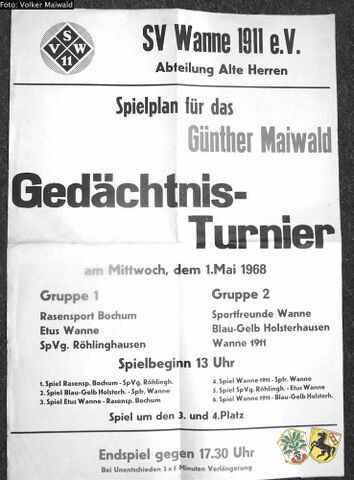 Foto: Volker Maiwald
SVW 11
SV Wanne 1911 e.V.
Abteilung Alte Herren
Spielplan für das
Günther Maiwald
Gedächtnis-
Turnier
am Mittwoch, dem 1.Mai 1968
Gruppe 1
Rasensport Bochum
Etus Wanne
SpVg. Röhlinghausen
Gruppe 2
Sportfreunde Wanne
Blau-Gelb Holsterhausen
Wanne 1911
Spielbeginn 13 Uhr
1. Spiel Rasensp. Bochum - SpVg. Röhlingh.
2. Spiel Blau-Gelb Holsterh. - Spfr. Wanne
3. Spiel Etus Wanne - Rasensp. Bochum
4. Spiel Wanne 1911 - Spfr. Wanne
5. Spiel SpVg. Röhlingh. - Etus Wanne
6. Spiel Wanne 1911 - Blau-Gelb Holsterh.
Spiel um den 3. und 4.Platz
Endspiel gegen 17.30 Uhr
Bei Unentschieden 2 x 5 Minuten Verlängerung